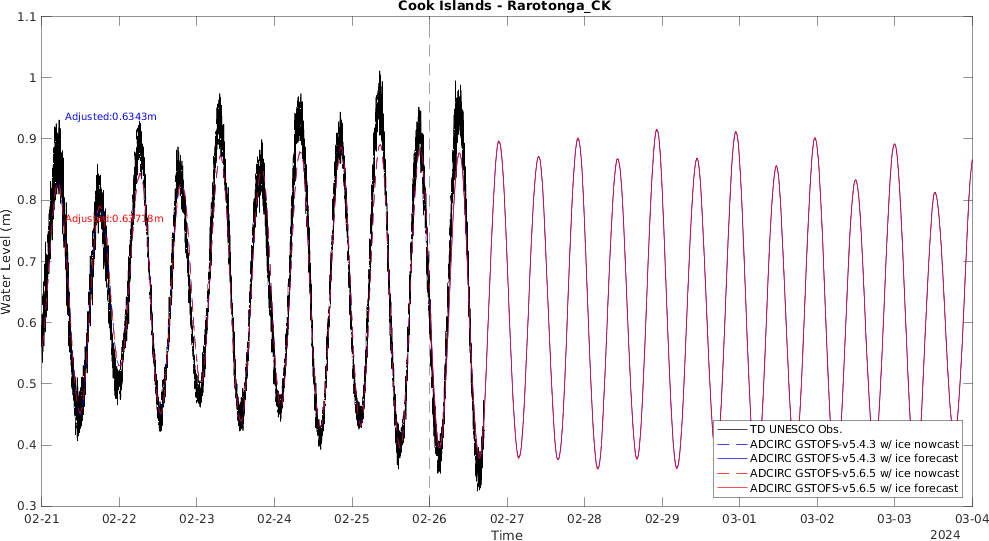 Cook Islands - Rarotonga_CK
1.1
1
0.9
0.8
0.7
0.6
0.5
0.4
0.3
Water Level (m)
Adjusted:0.6343m
Adjusted:0.63718m
TD UNESCO Obs.
ADCIRC GSTOFS-v5.4.3 w/ ice nowcast
ADCIRC GSTOFS-v5.4.3 w/ ice forecast
ADCIRC GSTOFS-v5.6.5 w/ ice nowcast
ADCIRC GSTOFS-v5.6.5 w/ ice forecast
02-21 02-22 02-23 02-24 02-25 02-26 02-27 02-28 02-29 03-01 03-02 03-03 03-04
Time
2024